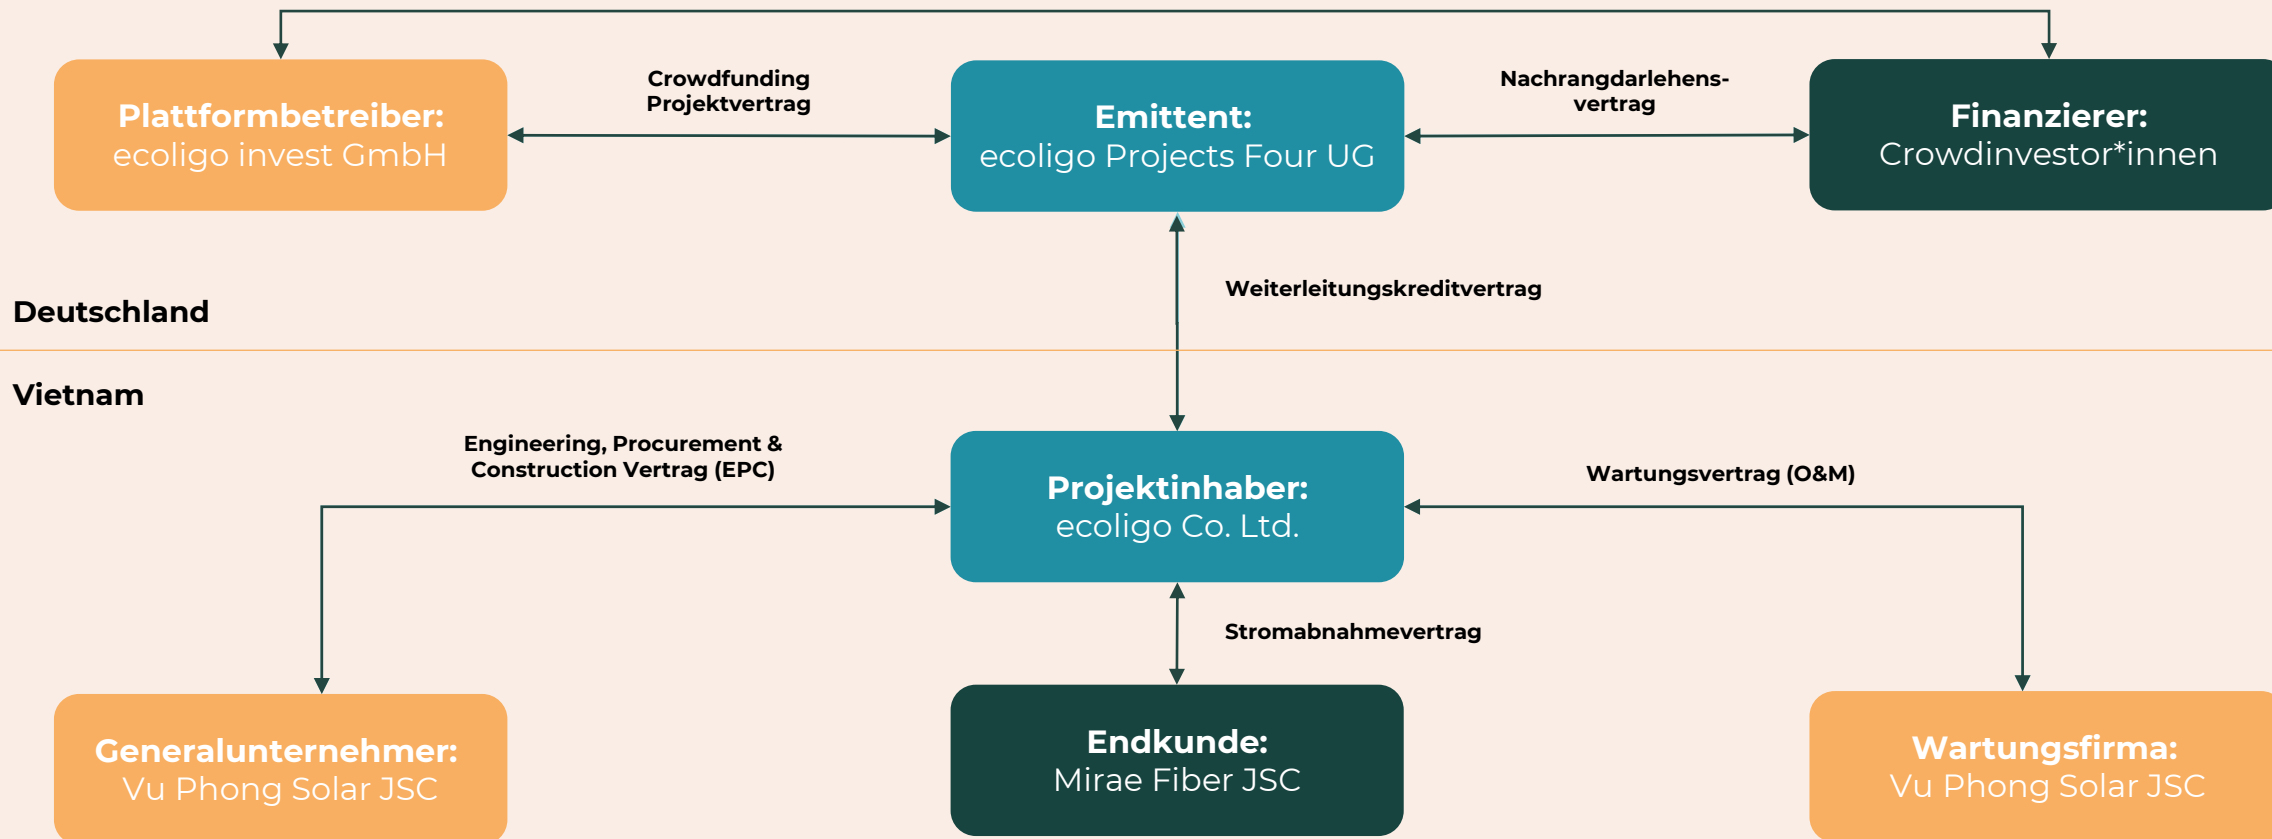 Crowdfunding
Projektvertrag
Nachrangdarlehens-
vertrag
Plattformbetreiber:
ecoligo invest GmbH
Emittent:
ecoligo Projects Four UG
Finanzierer:
Crowdinvestor*innen
Weiterleitungskreditvertrag
Deutschland
Vietnam
Engineering, Procurement &
Construction Vertrag (EPC)
Projektinhaber:
ecoligo Co. Ltd.
Wartungsvertrag (O&M)
Stromabnahmevertrag
Generalunternehmer:
Vu Phong Solar JSC
Endkunde:
Mirae Fiber JSC
Wartungsfirma:
Vu Phong Solar JSC